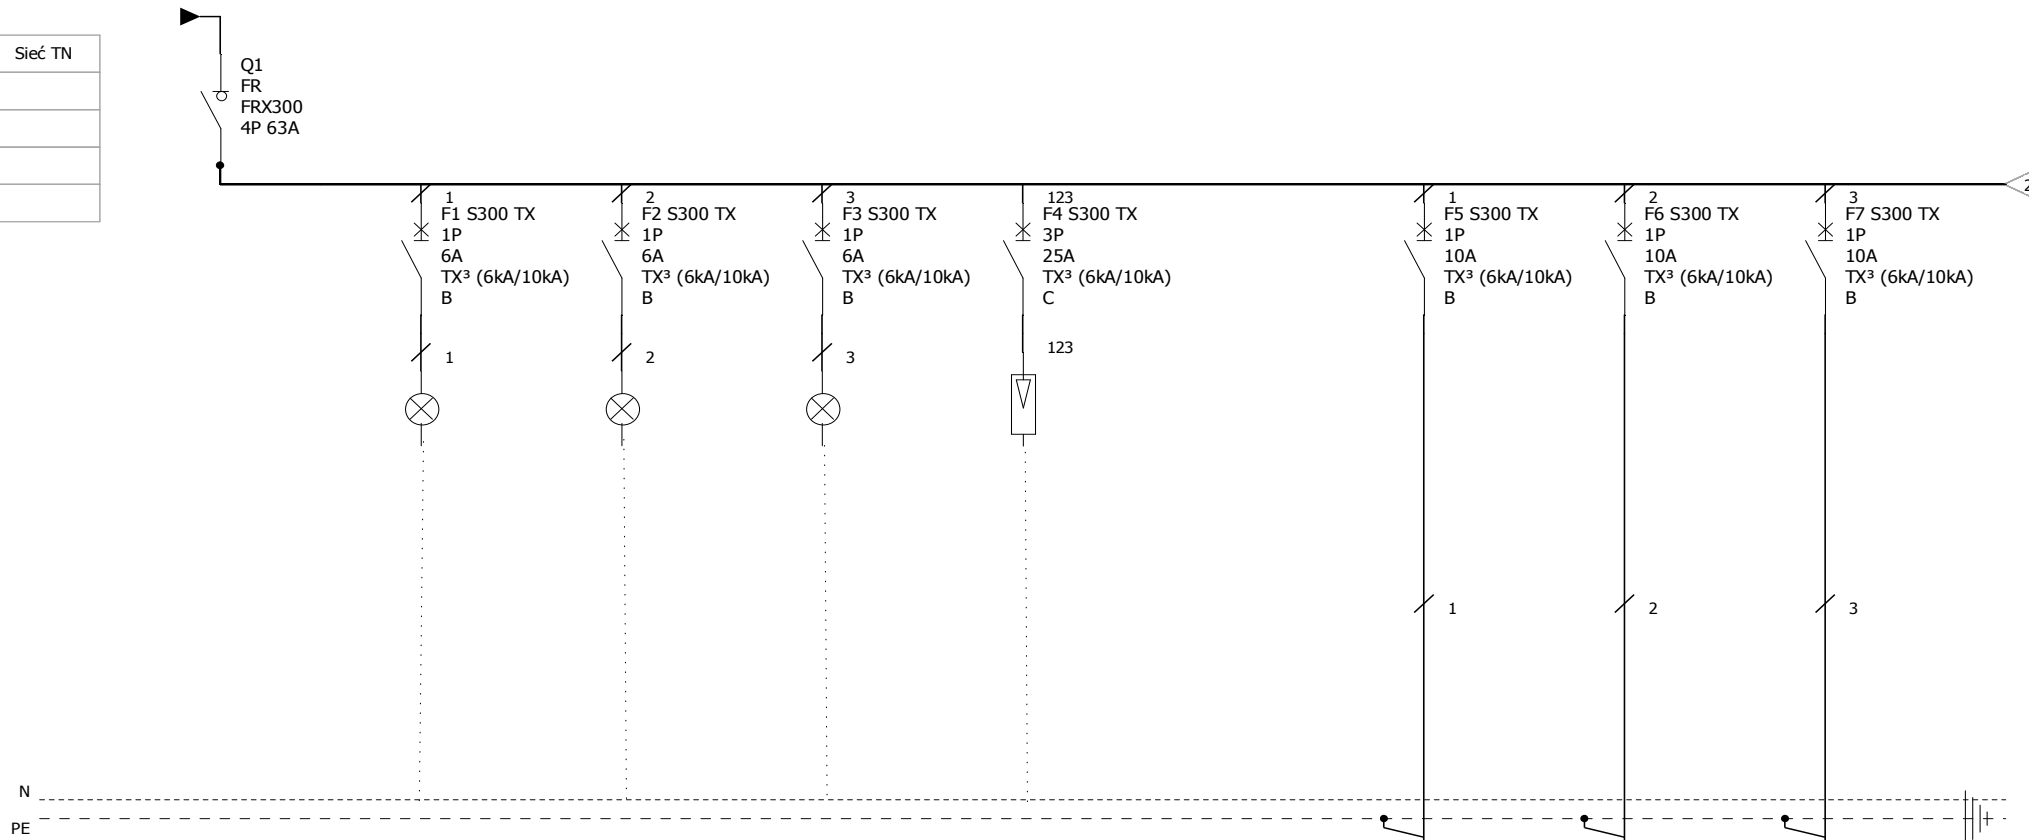 Sieć TN
Q1
FR
FRX300
4P 63A
1
F1 S300 TX
1P
6A
TX³ (6kA/10kA)
B
1
2
F2 S300 TX
1P
6A
TX³ (6kA/10kA)
B
2
3
F3 S300 TX
1P
6A
TX³ (6kA/10kA)
B
3
123
F4 S300 TX
3P
25A
TX³ (6kA/10kA)
C
123
1
F5 S300 TX
1P
10A
TX³ (6kA/10kA)
B
1
2
F6 S300 TX
1P
10A
TX³ (6kA/10kA)
B
2
3
F7 S300 TX
1P
10A
TX³ (6kA/10kA)
B
3
2
N
PE